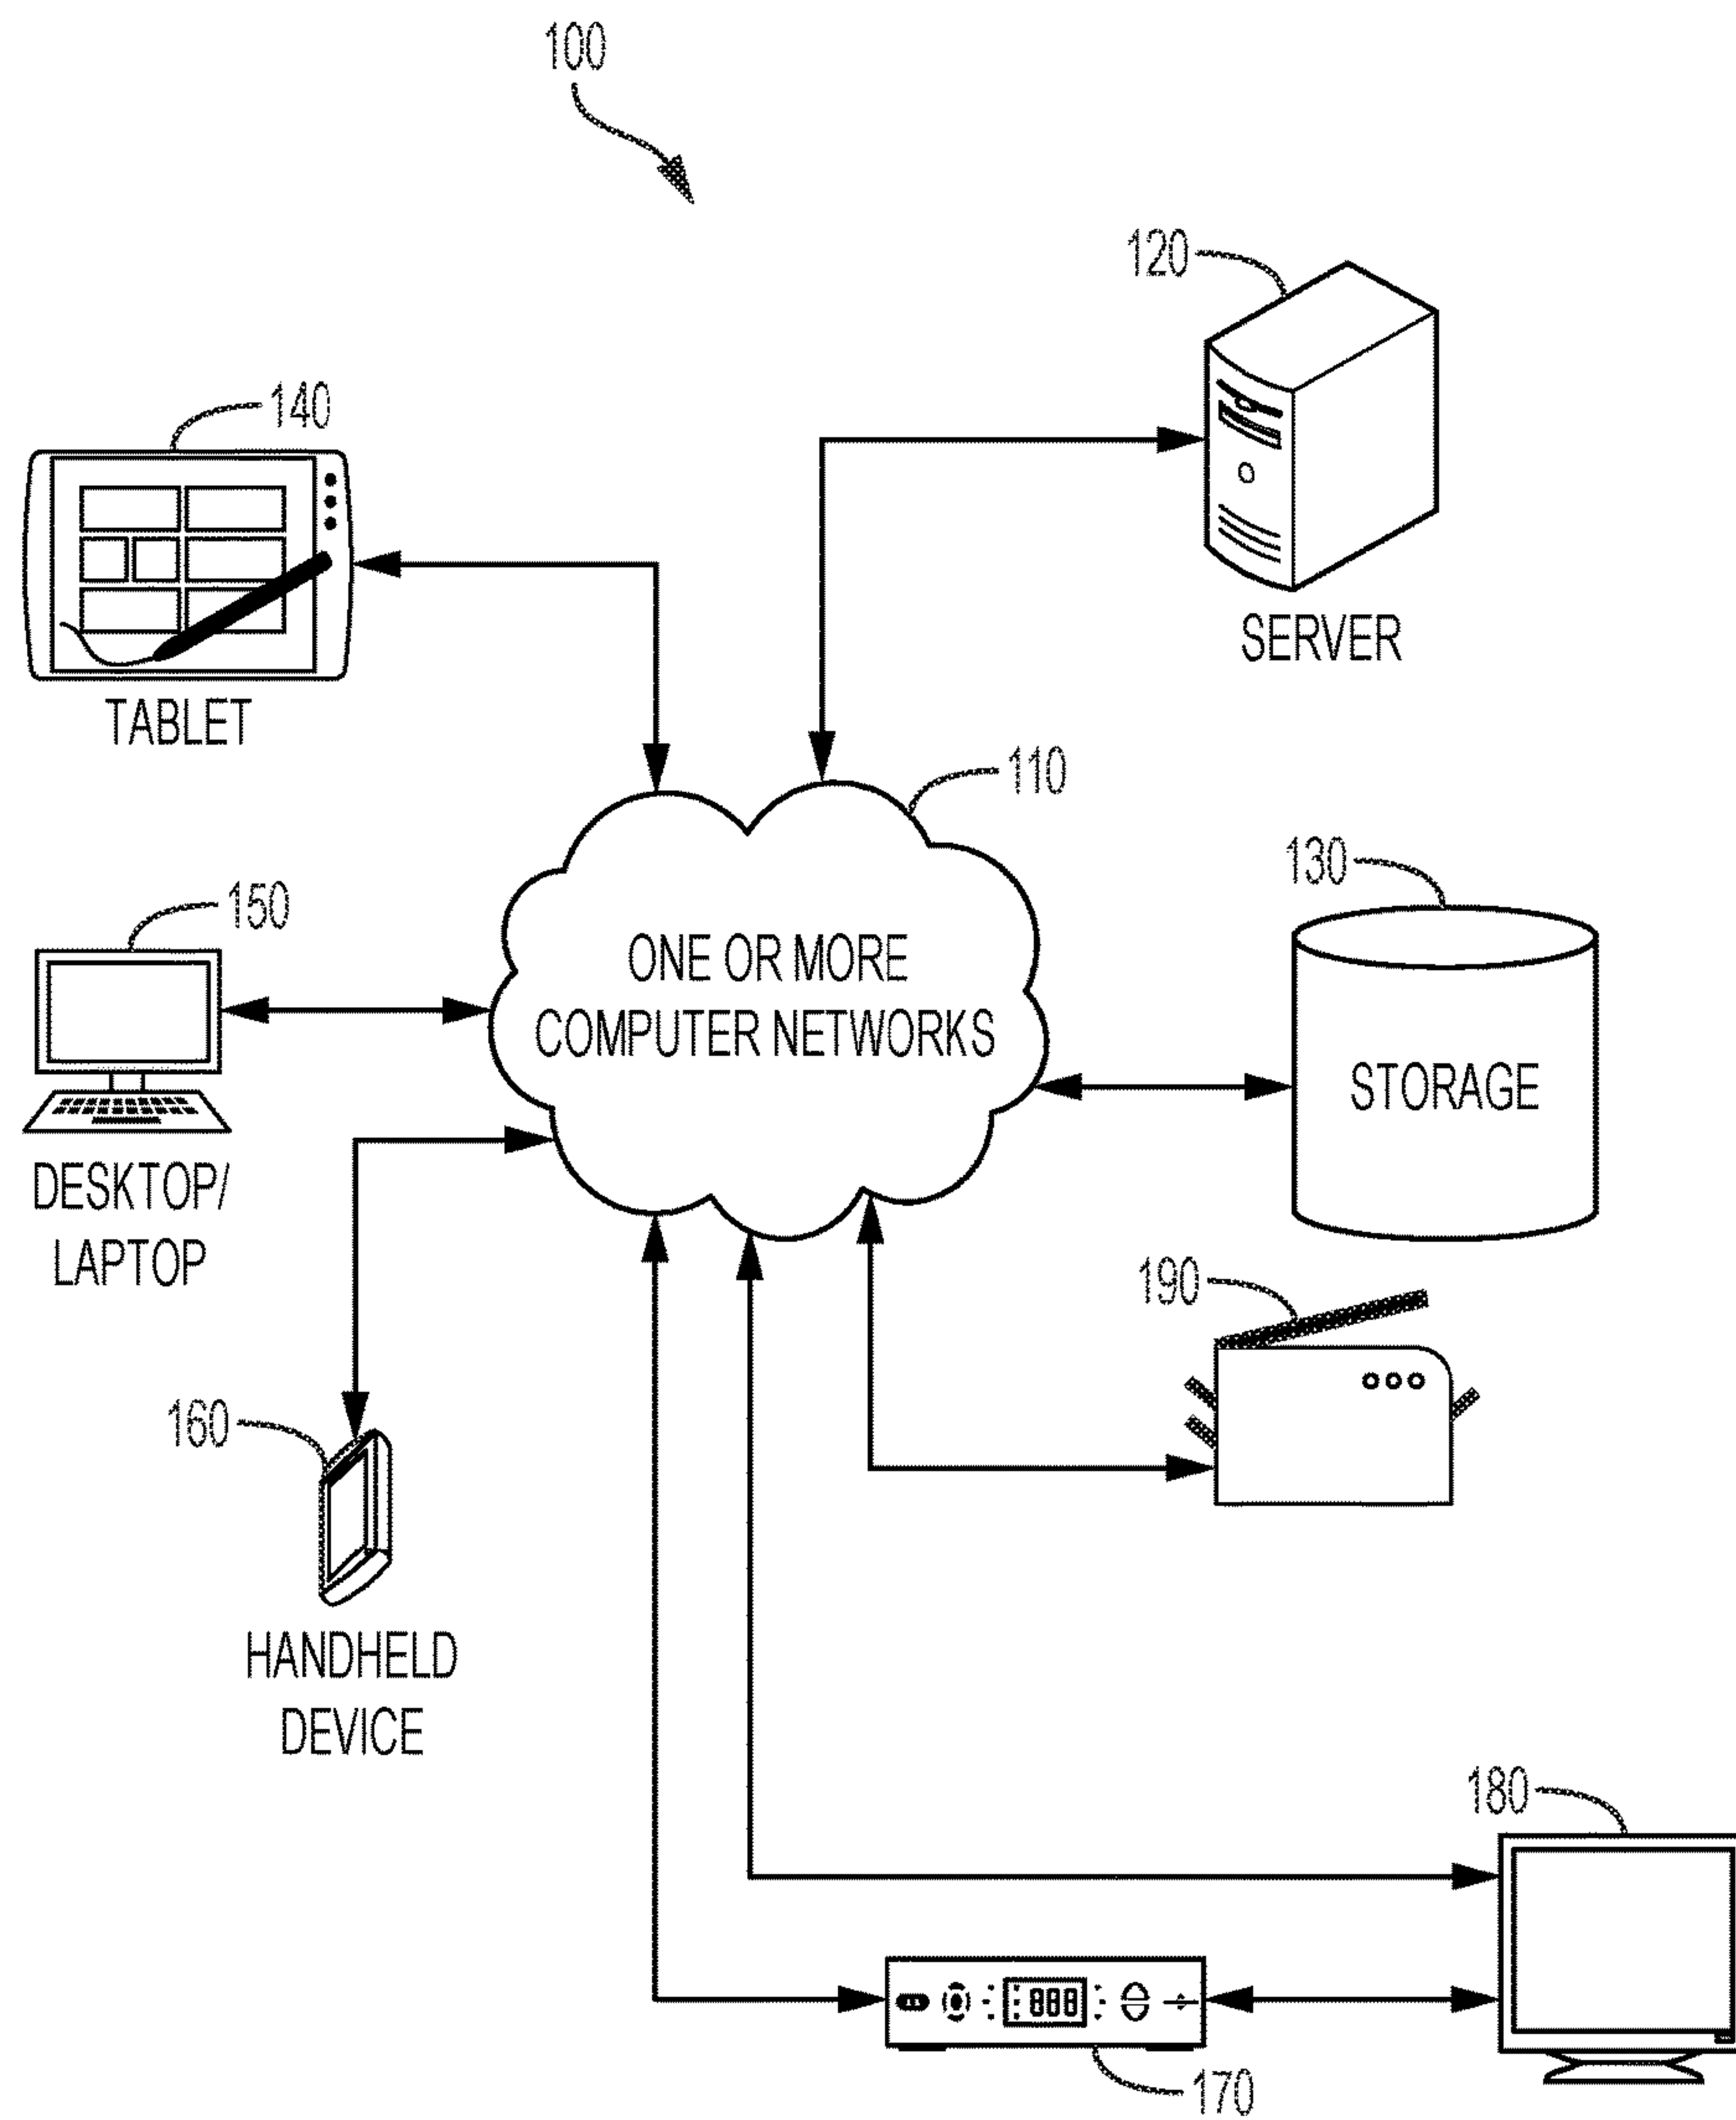 100
120
140
SERVER
TABLET
110
130
150
ONE OR MORE
COMPUTER NETWORKS
STORAGE
DESKTOP/
LAPTOP
190
160
HANDHELD
DEVICE
180
888
170